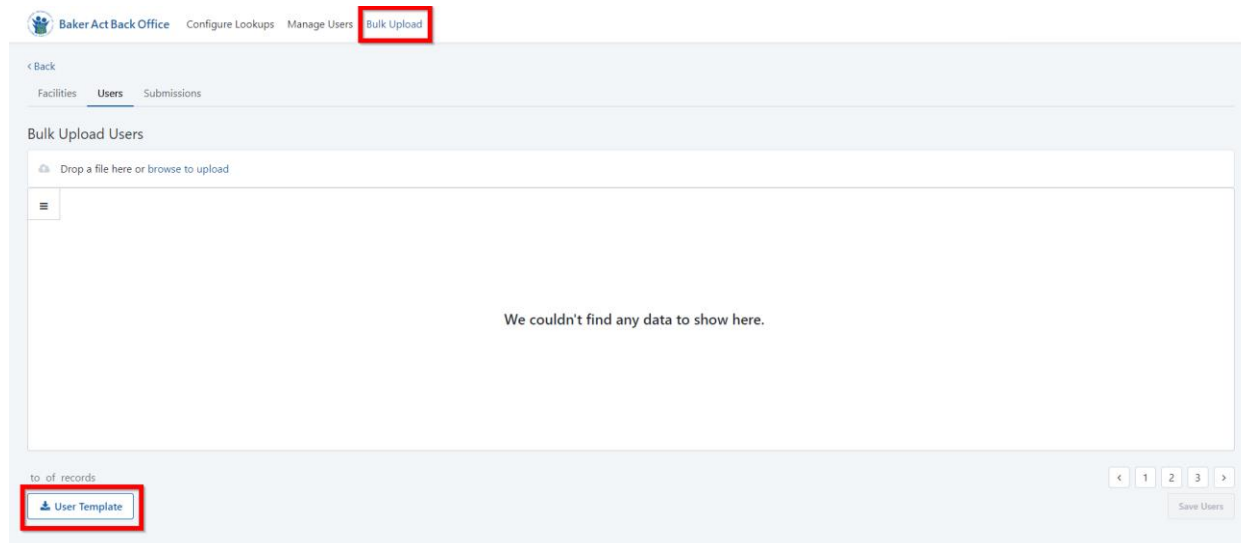 Baker Act Back Office Configure Lookups Manage Users Bulk Upload
< Back
Facilities Users Submissions
Bulk Upload Users
Drop a file here or browse to upload
We couldn't find any data to show here.
to of records
< 1 2 3 >
User Template
Save Users